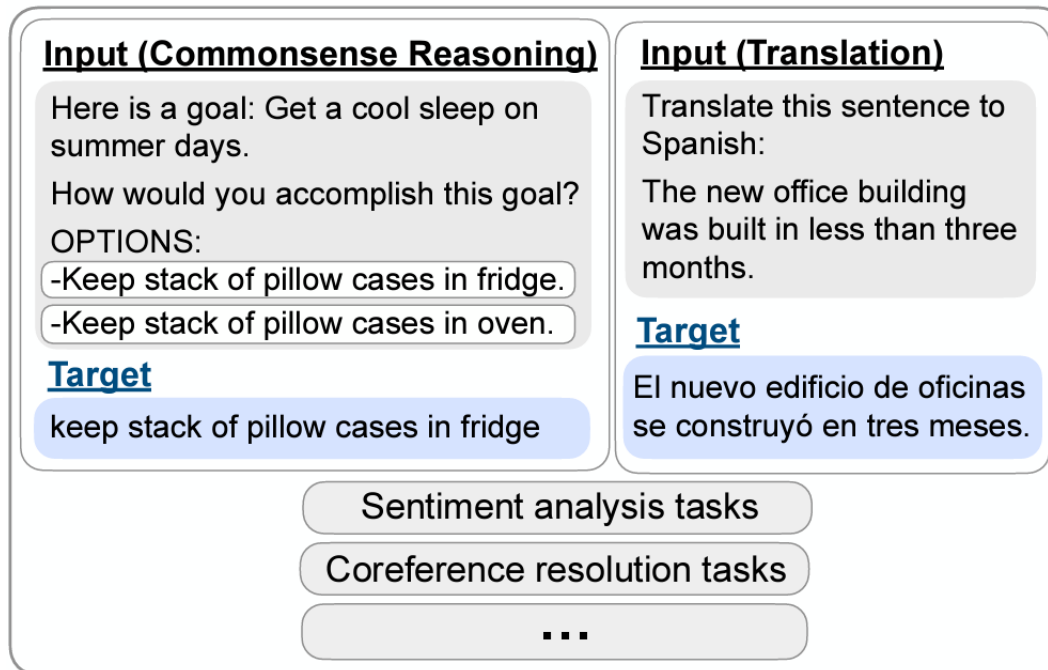 Input (Commonsense Reasoning)
Here is a goal: Get a cool sleep on
summer days.
How would you accomplish this goal?
OPTIONS:
-Keep stack of pillow cases in fridge.
-Keep stack of pillow cases in oven.
Target
keep stack of pillow cases in fridge
Input (Translation)
Translate this sentence to
Spanish:
The new office building
was built in less than three
months.
Target
El nuevo edificio de oficinas
se construyó en tres meses.
Sentiment analysis tasks
Coreference resolution tasks
...